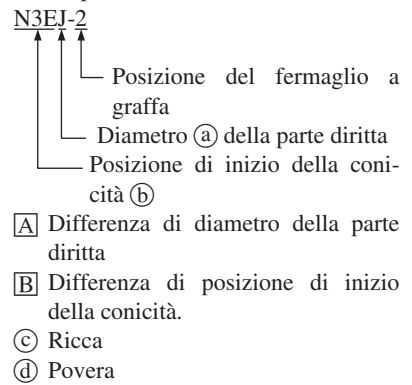 N3EJ-2
Posizione del fermaglio a
graffa
Diametro ⓐ della parte diritta
Posizione di inizio della coni-
cità ⓑ
🄰 Differenza di diametro della parte
diritta
🄱 Differenza di posizione di inizio
della conicità.
ⓒ Ricca
ⓓ Povera